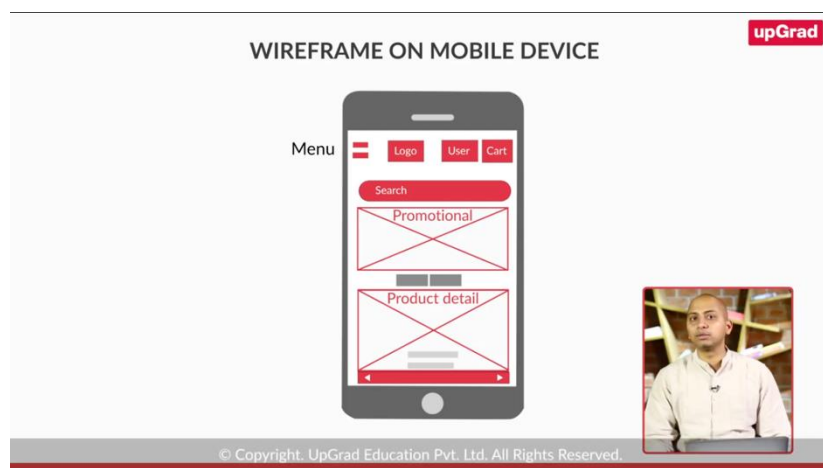 upGrad
WIREFRAME ON MOBILE DEVICE
Menu
Logo
User
Cart
Search
Promotional
Product detail
© Copyright. UpGrad Education Pvt. Ltd. All Rights Reserved.